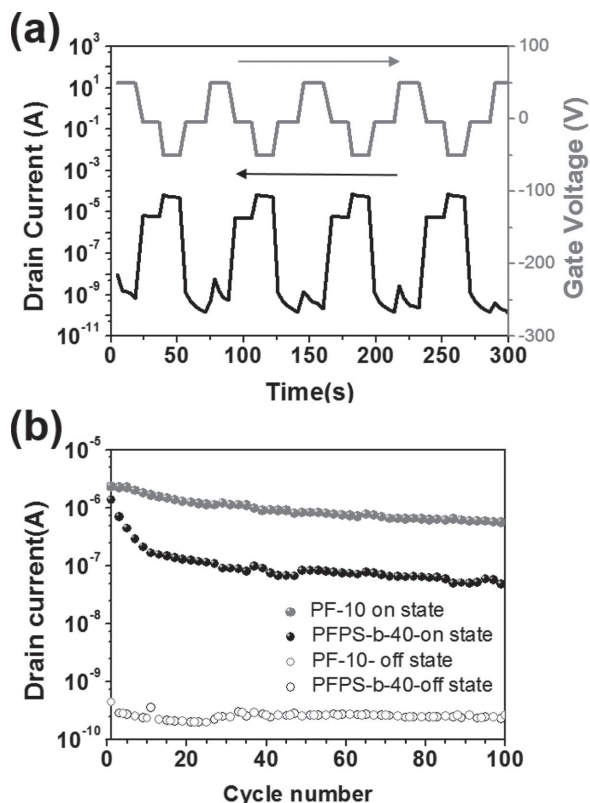 (a)
10³
10¹
10⁻¹
10⁻³
10⁻⁵
10⁻⁷
10⁻⁹
10⁻¹¹
Drain Current (A)
100
0
-100
-200
-300
Gate Voltage (V)
0 50 100 150 200 250 300
Time(s)
(b)
10⁻⁵
10⁻⁶
10⁻⁷
10⁻⁸
10⁻⁹
10⁻¹⁰
Drain current(A)
PF-10 on state
PFPS-b-40-on state
PF-10- off state
PFPS-b-40-off state
0 20 40 60 80 100
Cycle number